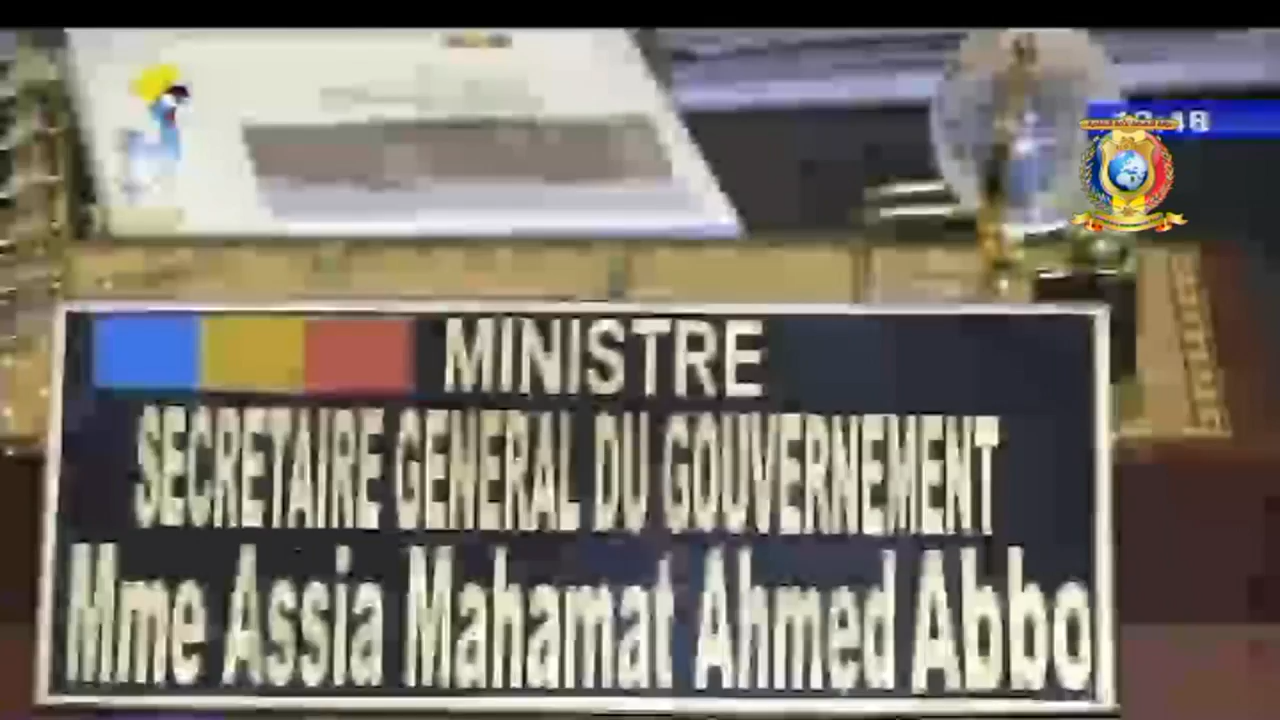 MINISTRE
SECRETAIRE GENERAL DU GOUVERNEMENT
Mme Assia Mahamat Ahmed Abbo